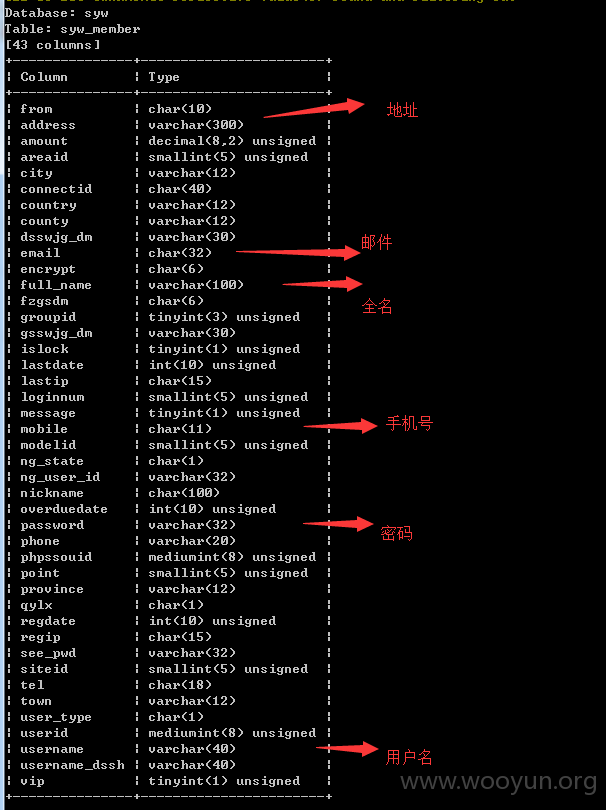 Database: syw
Table: syw_member
[43 columns]
Column Type
from char(10)
地址
address varchar(300)
amount decimal(8,2) unsigned
areaid smallint(5) unsigned
city varchar(12)
connectid char(40)
country varchar(12)
county varchar(12)
dsswjg_dm varchar(30)
邮件
email char(32)
encrypt char(6)
full_name varchar(100)
全名
fzgsdm char(6)
groupid tinyint(3) unsigned
gsswjg_dm varchar(30)
islock tinyint(1) unsigned
lastdate int(10) unsigned
lastip char(15)
loginnum smallint(5) unsigned
message tinyint(1) unsigned
mobile char(11)
手机号
modelid smallint(5) unsigned
ng_state char(1)
ng_user_id varchar(32)
nickname char(100)
overduedate int(10) unsigned
password varchar(32)
密码
phone varchar(20)
phpssouid mediumint(8) unsigned
point smallint(5) unsigned
province varchar(12)
qylx char(1)
regdate int(10) unsigned
regip char(15)
see_pwd varchar(32)
siteid smallint(5) unsigned
tel char(18)
town varchar(12)
user_type char(1)
userid mediumint(8) unsigned
username varchar(40)
用户名
username_dssh varchar(40)
vip tinyint(1) unsigned
www.wooyun.org